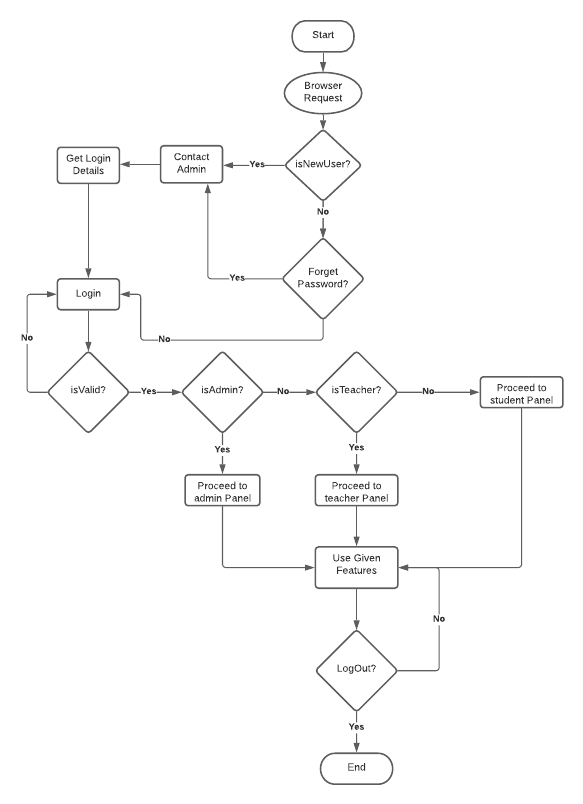 Start
Browser
Request
isNewUser?
Yes
Contact
Admin
Get Login
Details
No
Forget
Password?
Yes
No
Login
No
isValid?
Yes
isAdmin?
No
isTeacher?
No
Proceed to
student Panel
Yes
Yes
Proceed to
admin Panel
Proceed to
teacher Panel
Use Given
Features
No
LogOut?
Yes
End